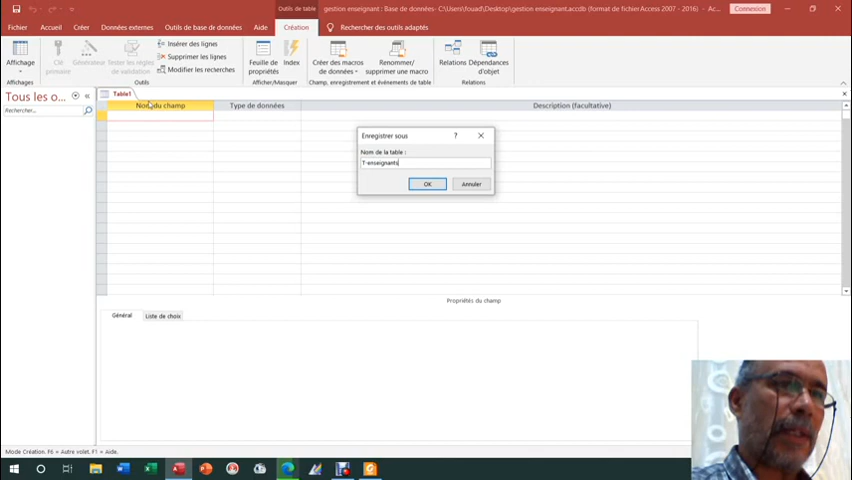 Outils de table
gestion enseignant : Base de données- C:\Users\fouad\Desktop\gestion enseignant.accdb (format de fichier Access 2007 - 2016) - Ac...
Connexion
Fichier Accueil Créer Données externes Outils de base de données Aide Création Rechercher des outils adaptés
Affichage
Clé primaire
Générateur
Tester les règles de validation
Insérer des lignes
Supprimer les lignes
Modifier les recherches
Feuille de propriétés
Index
Créer des macros de données
Renommer/ supprimer une macro
Relations
Dépendances d'objet
Affichages Outils Afficher/Masquer Champ, enregistrement et événements de table Relations
Tous les o...
Rechercher...
Table1
Nom du champ Type de données Description (facultative)
Enregistrer sous
Nom de la table :
T-enseignants
OK Annuler
Propriétés du champ
Général Liste de choix
Mode Création. F6 = Autre volet. F1 = Aide.